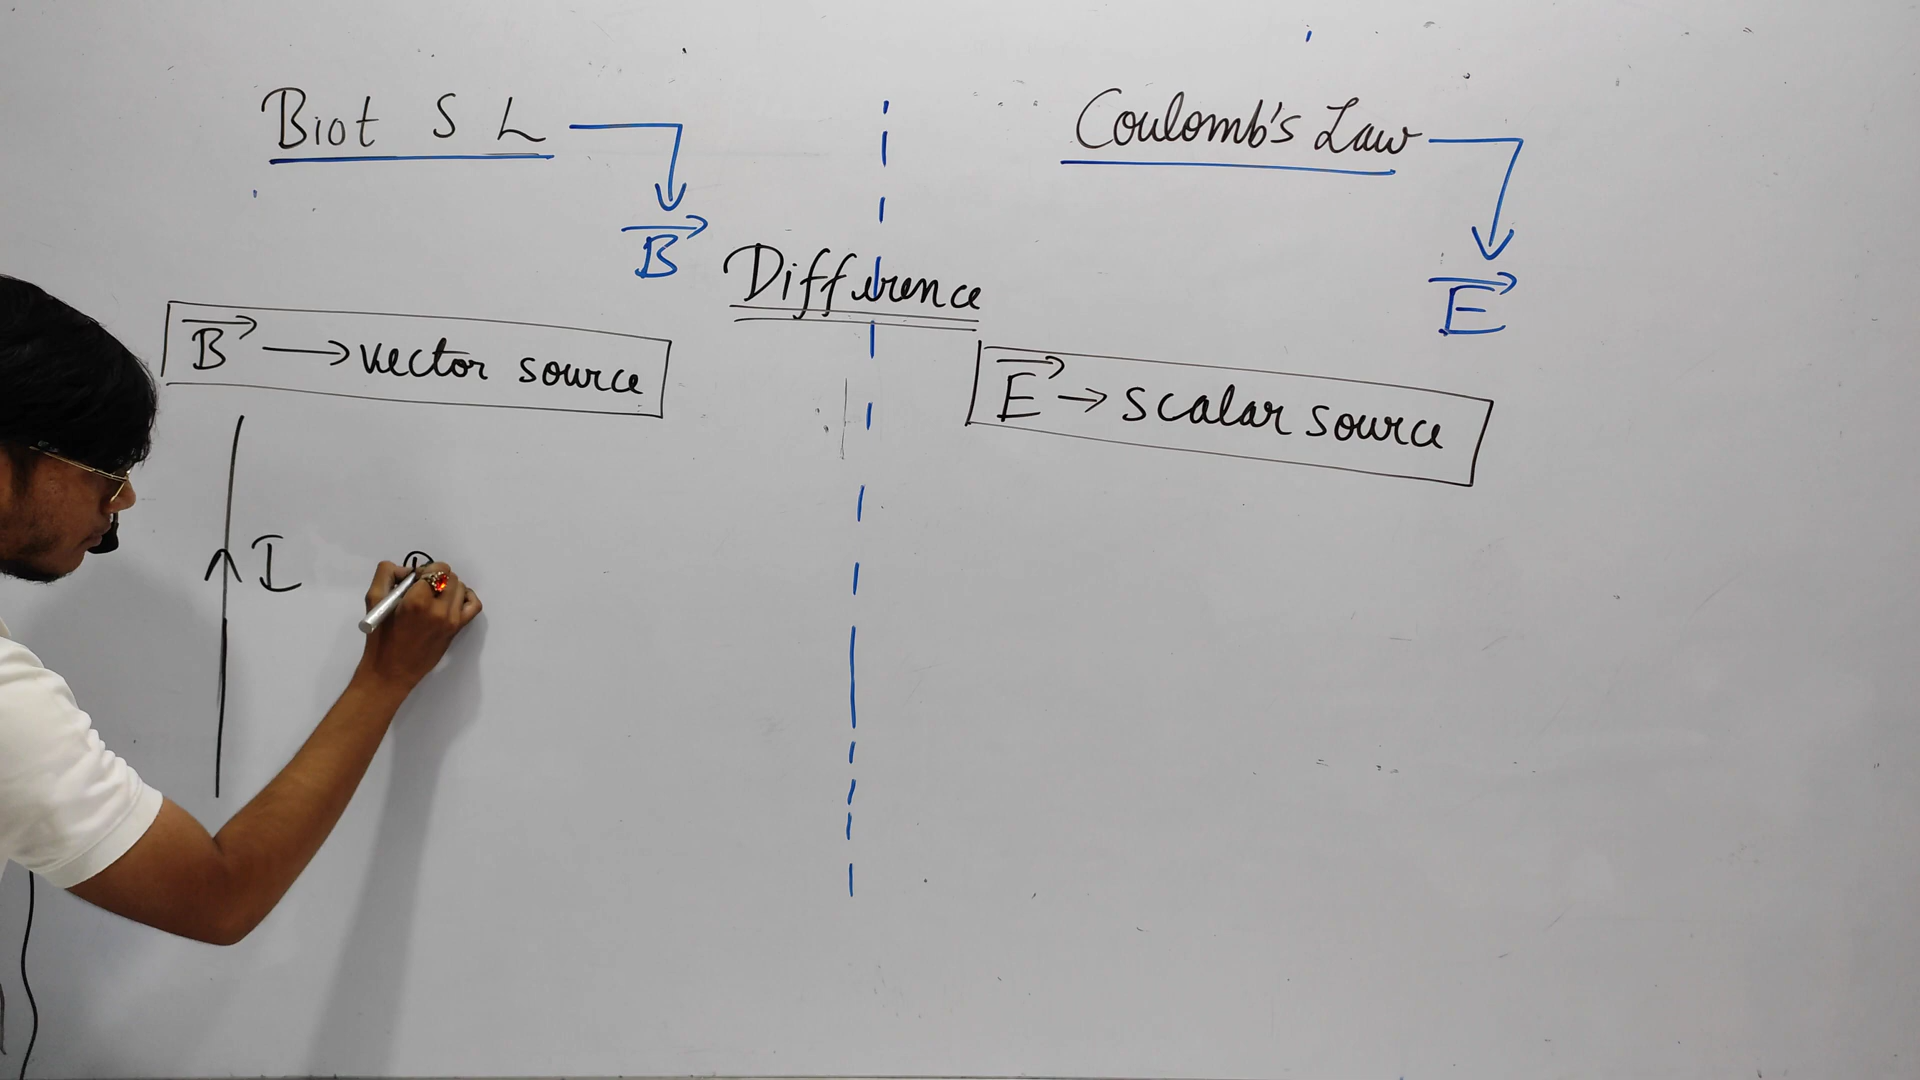 Biot S L
B
Coulomb's Law
E
Difference
B → vector source
E → scalar source
I